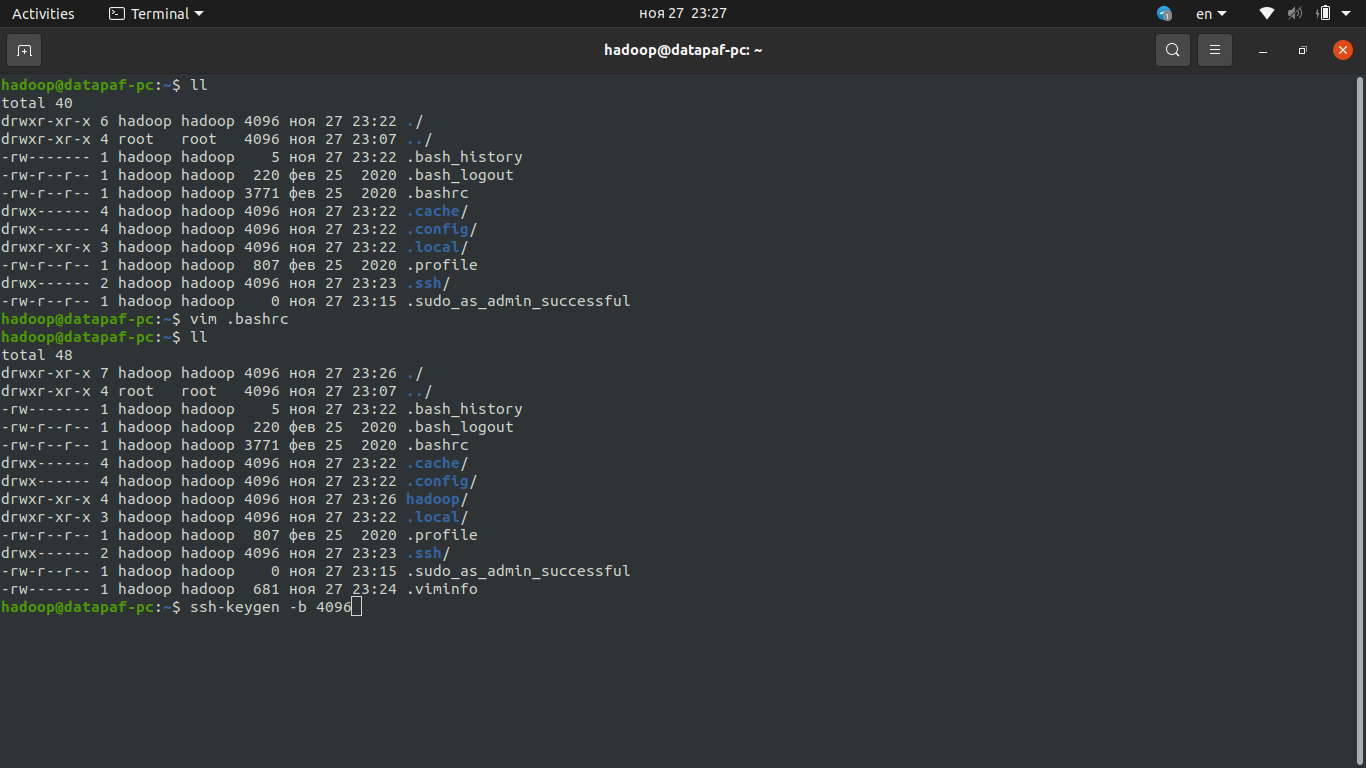 Activities Terminal ноя 27 23:27 en
hadoop@datapaf-pc: ~
hadoop@datapaf-pc:~$ ll
total 40
drwxr-xr-x 6 hadoop hadoop 4096 ноя 27 23:22 ./
drwxr-xr-x 4 root   root   4096 ноя 27 23:07 ../
-rw------- 1 hadoop hadoop    5 ноя 27 23:22 .bash_history
-rw-r--r-- 1 hadoop hadoop  220 фев 25  2020 .bash_logout
-rw-r--r-- 1 hadoop hadoop 3771 фев 25  2020 .bashrc
drwx------ 4 hadoop hadoop 4096 ноя 27 23:22 .cache/
drwx------ 4 hadoop hadoop 4096 ноя 27 23:22 .config/
drwxr-xr-x 3 hadoop hadoop 4096 ноя 27 23:22 .local/
-rw-r--r-- 1 hadoop hadoop  807 фев 25  2020 .profile
drwx------ 2 hadoop hadoop 4096 ноя 27 23:23 .ssh/
-rw-r--r-- 1 hadoop hadoop    0 ноя 27 23:15 .sudo_as_admin_successful
hadoop@datapaf-pc:~$ vim .bashrc
hadoop@datapaf-pc:~$ ll
total 48
drwxr-xr-x 7 hadoop hadoop 4096 ноя 27 23:26 ./
drwxr-xr-x 4 root   root   4096 ноя 27 23:07 ../
-rw------- 1 hadoop hadoop    5 ноя 27 23:22 .bash_history
-rw-r--r-- 1 hadoop hadoop  220 фев 25  2020 .bash_logout
-rw-r--r-- 1 hadoop hadoop 3771 фев 25  2020 .bashrc
drwx------ 4 hadoop hadoop 4096 ноя 27 23:22 .cache/
drwx------ 4 hadoop hadoop 4096 ноя 27 23:22 .config/
drwxr-xr-x 4 hadoop hadoop 4096 ноя 27 23:26 hadoop/
drwxr-xr-x 3 hadoop hadoop 4096 ноя 27 23:22 .local/
-rw-r--r-- 1 hadoop hadoop  807 фев 25  2020 .profile
drwx------ 2 hadoop hadoop 4096 ноя 27 23:23 .ssh/
-rw-r--r-- 1 hadoop hadoop    0 ноя 27 23:15 .sudo_as_admin_successful
-rw------- 1 hadoop hadoop  681 ноя 27 23:24 .viminfo
hadoop@datapaf-pc:~$ ssh-keygen -b 4096